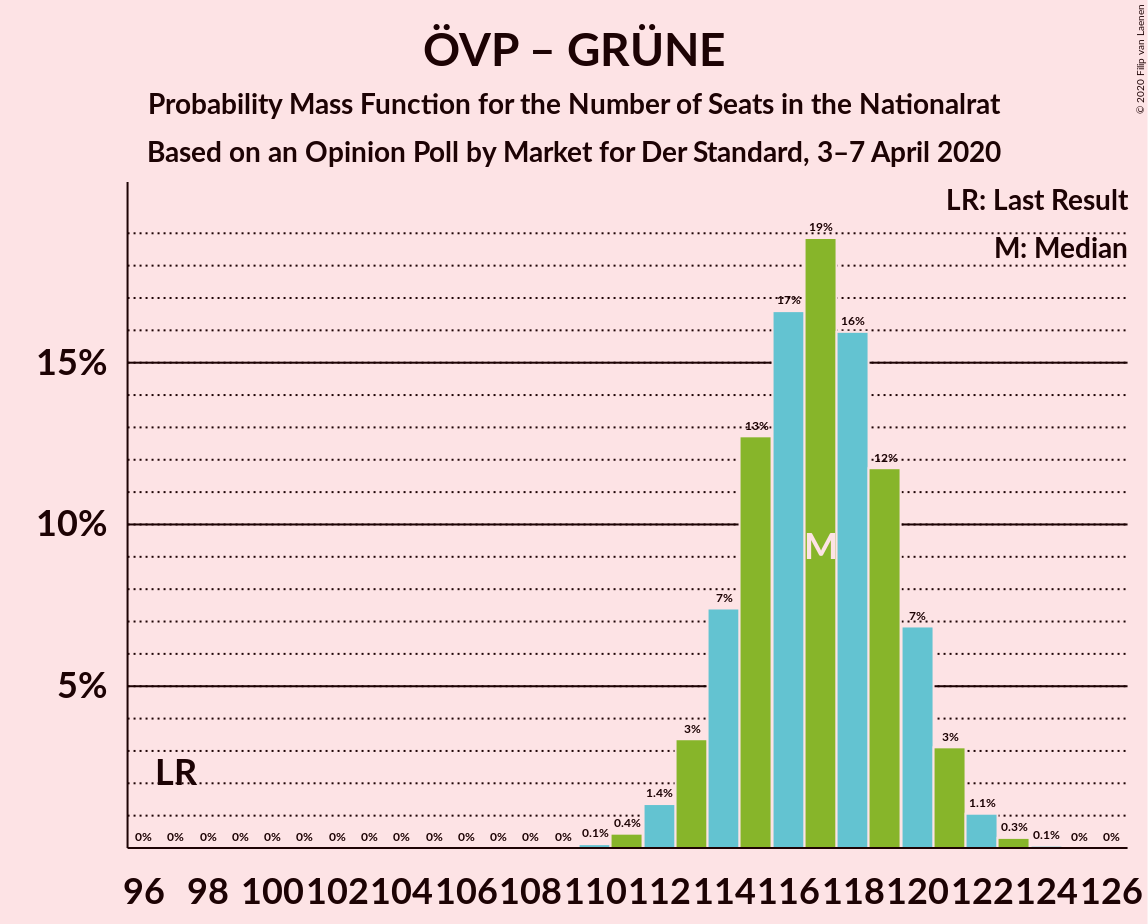 ÖVP – GRÜNE
Probability Mass Function for the Number of Seats in the Nationalrat
Based on an Opinion Poll by Market for Der Standard, 3–7 April 2020
© 2020 Filip van Laenen
LR: Last Result
M: Median
15%
10%
5%
LR
M
0% 0% 0% 0% 0% 0% 0% 0% 0% 0% 0% 0% 0% 0% 0.1% 0.4% 1.4% 3% 7% 13% 17% 19% 16% 12% 7% 3% 1.1% 0.3% 0.1% 0% 0%
96 98 100 102 104 106 108 110 112 114 116 118 120 122 124 126